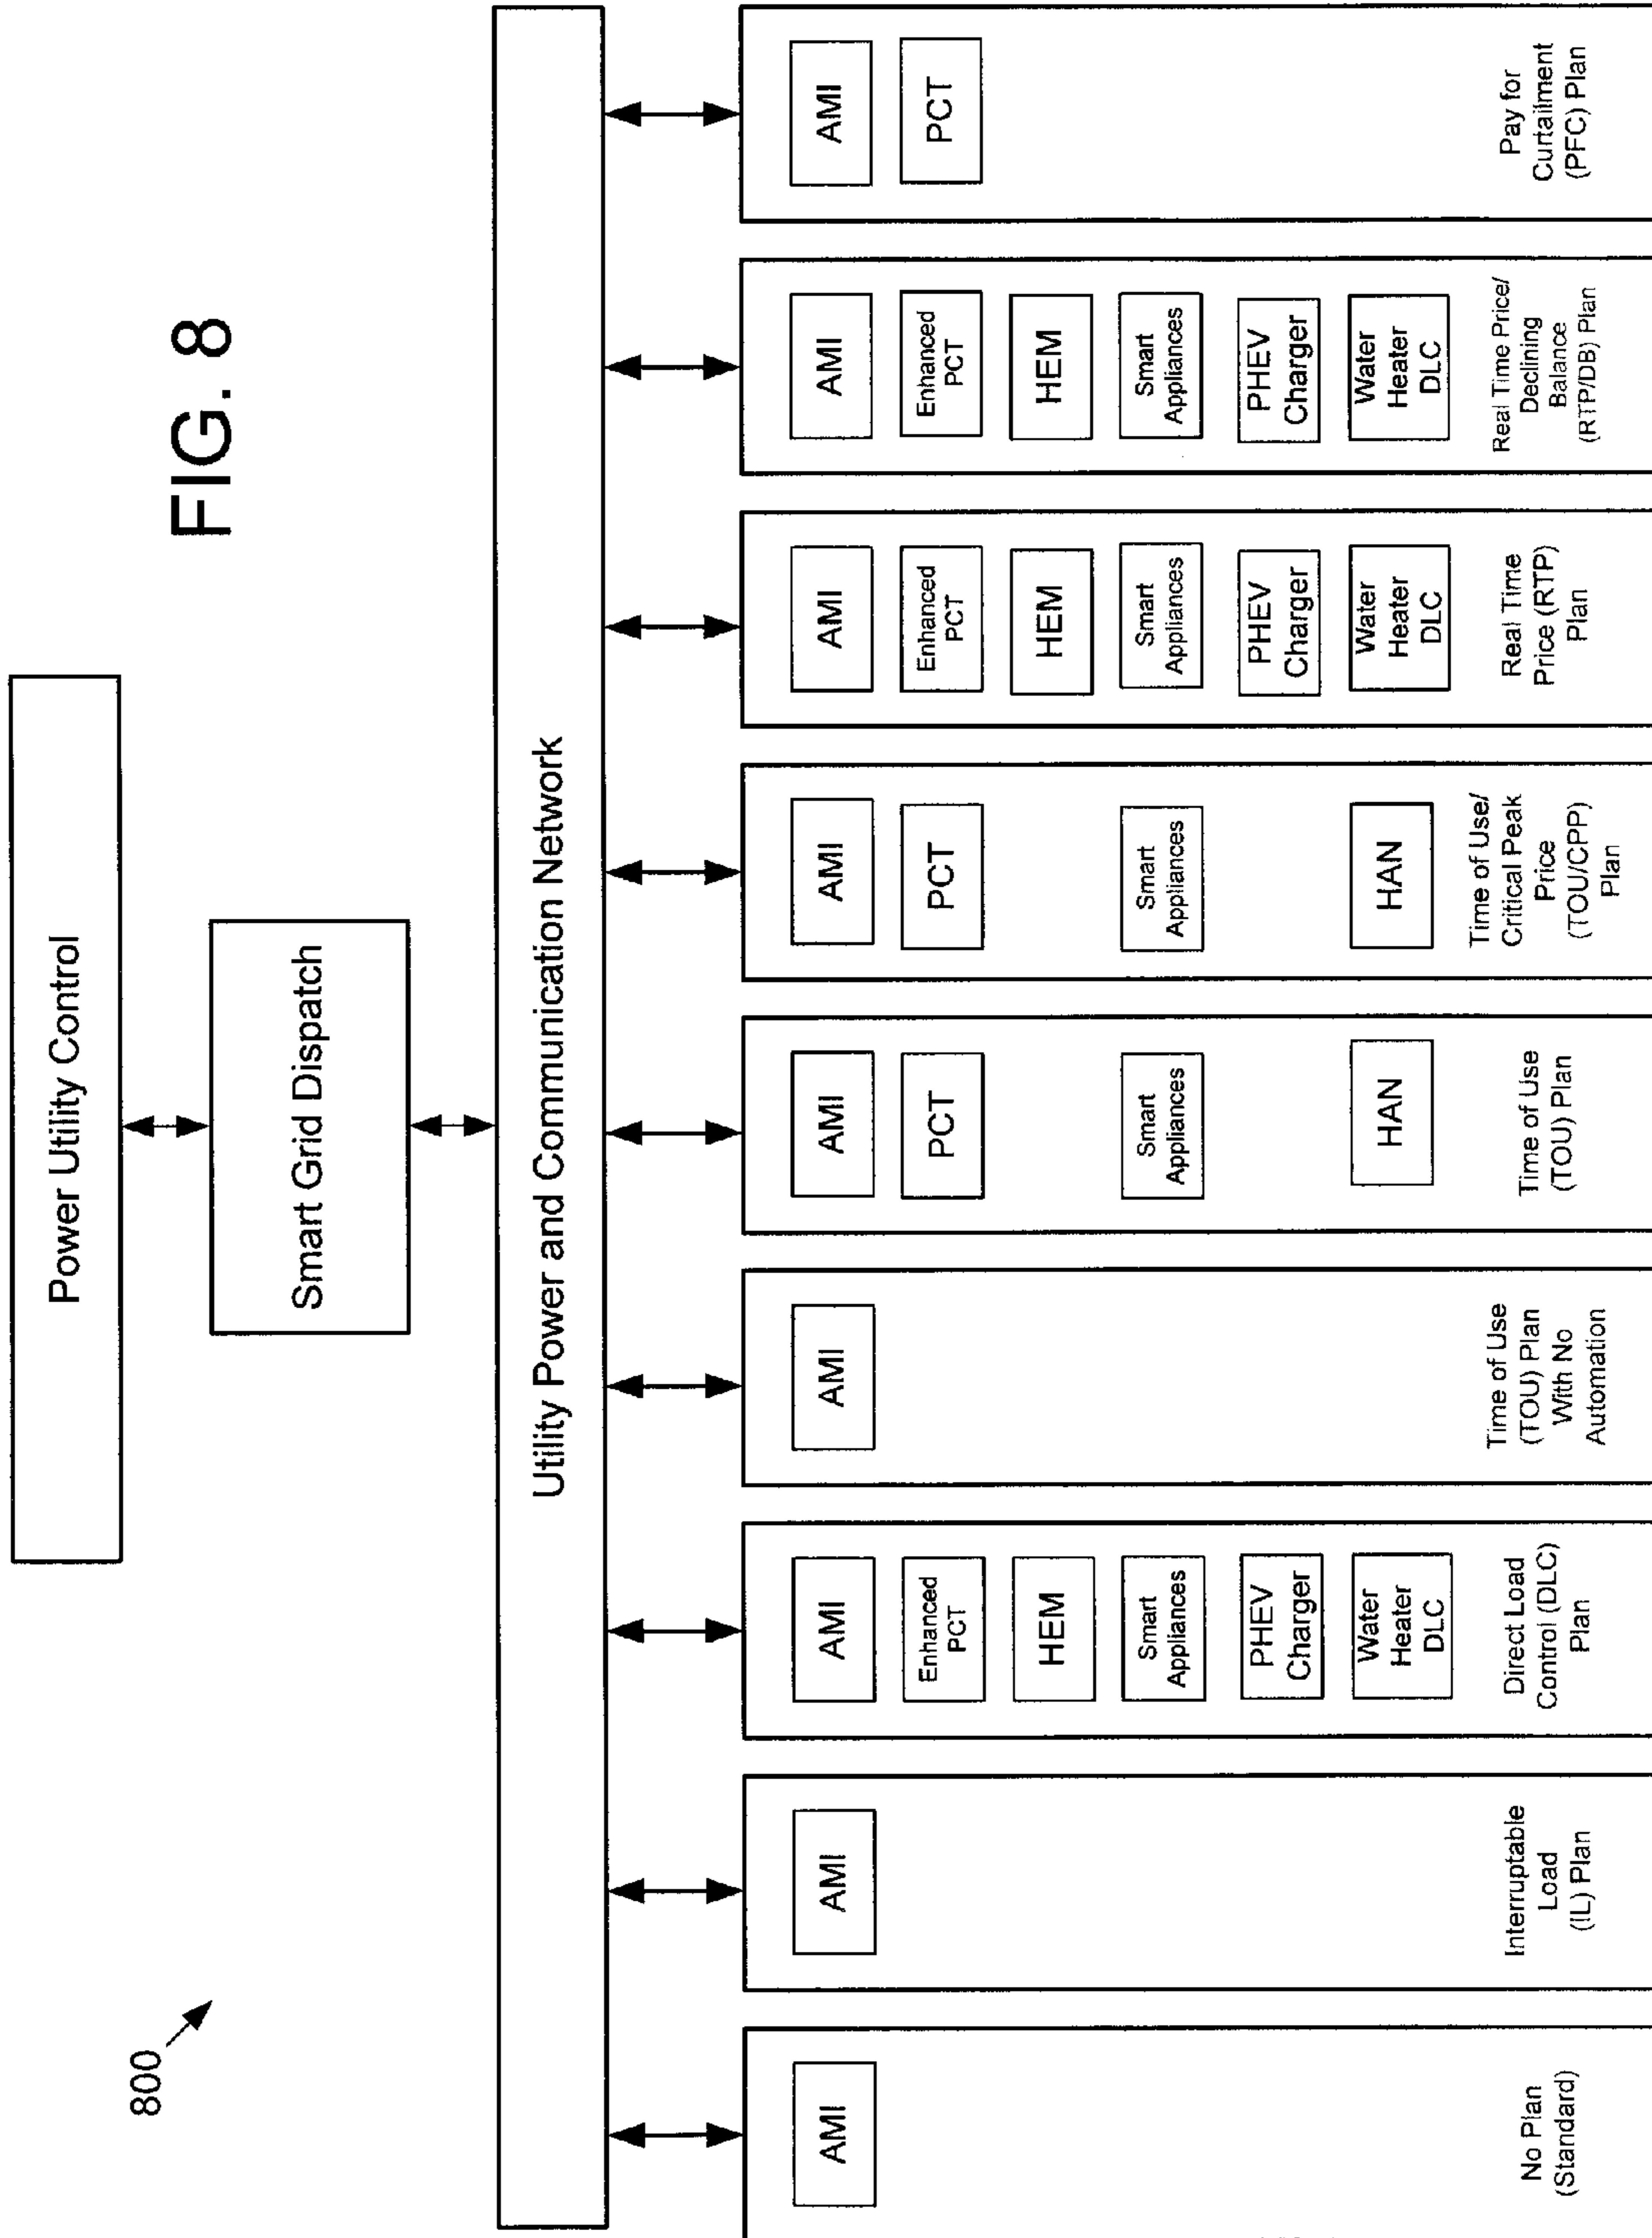 800
FIG. 8
Power Utility Control
Smart Grid Dispatch
Utility Power and Communication Network
AMI
No Plan
(Standard)
AMI
Interruptable
Load
(IL) Plan
AMI
Enhanced
PCT
HEM
Smart
Appliances
PHEV
Charger
Water
Heater
DLC
Direct Load
Control (DLC)
Plan
AMI
Time of Use
(TOU) Plan
With No
Automation
AMI
PCT
Smart
Appliances
HAN
Time of Use
(TOU) Plan
AMI
PCT
Smart
Appliances
HAN
Time of Use/
Critical Peak
Price
(TOU/CPP)
Plan
AMI
Enhanced
PCT
HEM
Smart
Appliances
PHEV
Charger
Water
Heater
DLC
Real Time
Price (RTP)
Plan
AMI
Enhanced
PCT
HEM
Smart
Appliances
PHEV
Charger
Water
Heater
DLC
Real Time Price/
Declining
Balance
(RTP/DB) Plan
AMI
PCT
Pay for
Curtailment
(PFC) Plan